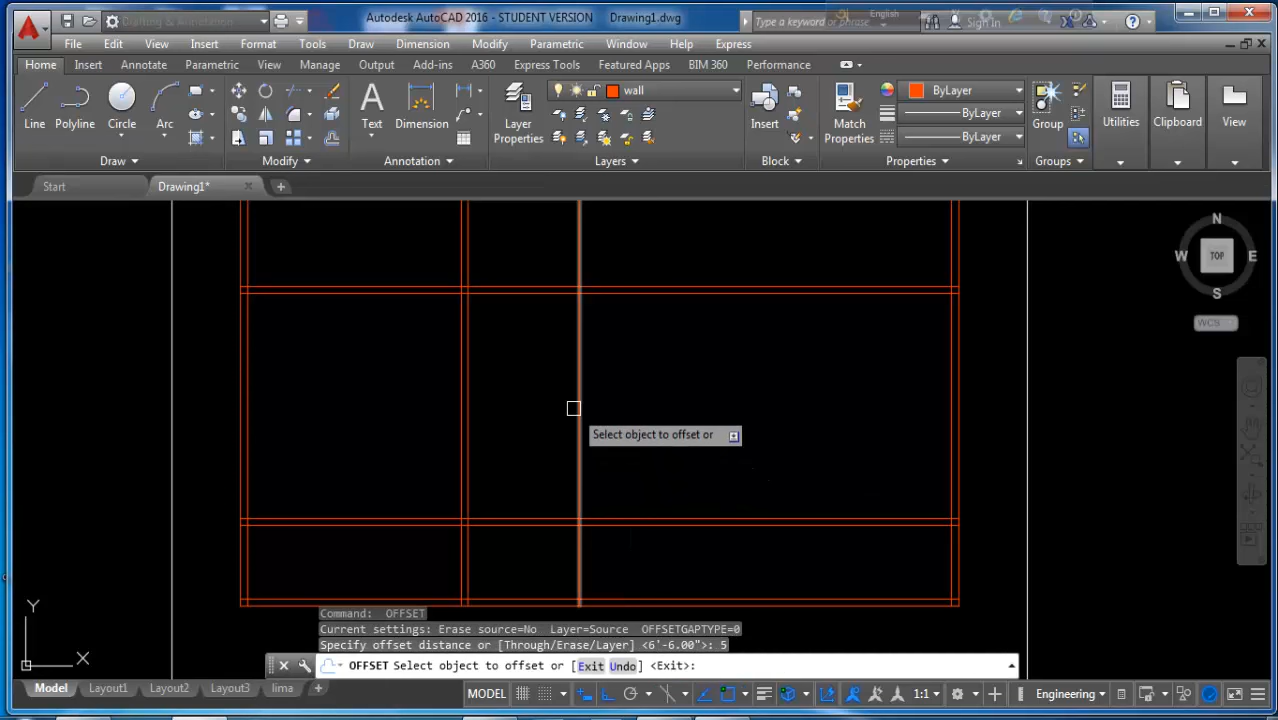 Drafting & Annotation
Autodesk AutoCAD 2016 - STUDENT VERSION Drawing1.dwg
Type a keyword or phrase
English
Sign In
File Edit View Insert Format Tools Draw Dimension Modify Parametric Window Help Express
Home Insert Annotate Parametric View Manage Output Add-ins A360 Express Tools Featured Apps BIM 360 Performance
wall
ByLayer
ByLayer
ByLayer
Line Polyline Circle Arc
Text Dimension
Layer Properties
Insert
Match Properties
Group
Utilities Clipboard View
Draw Modify Annotation Layers Block Properties Groups
Start Drawing1*
N
W TOP E
S
WCS
Select object to offset or
Y
X
Command: OFFSET
Current settings: Erase source=No Layer=Source OFFSETGAPTYPE=0
Specify offset distance or [Through/Erase/Layer] <6'-6.00">: 5
OFFSET Select object to offset or [Exit Undo] <Exit>:
Model Layout1 Layout2 Layout3 lima +
MODEL 1:1 Engineering